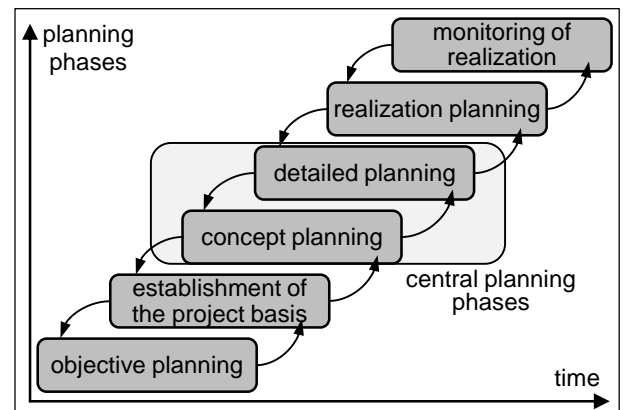 planning
phases
monitoring of
realization
realization planning
detailed planning
concept planning
central planning
phases
establishment of
the project basis
objective planning
time